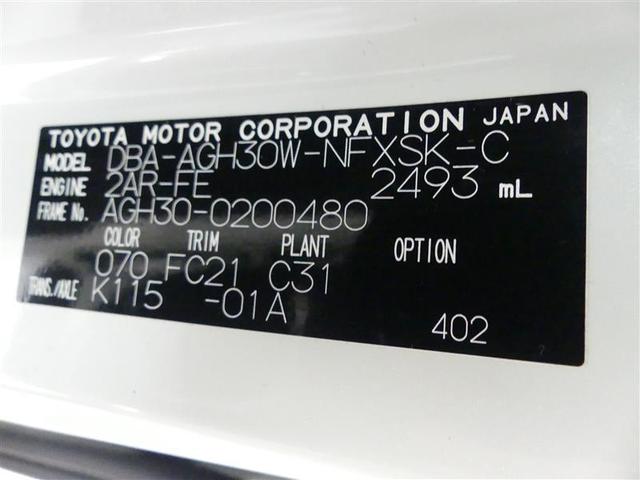 TOYOTA MOTOR CORPORATION JAPAN
MODEL DBA-AGH30W-NFXSK-C
ENGINE 2AR-FE 2493 mL
FRAME No. AGH30-0200480
COLOR TRIM PLANT OPTION
070 FC21 C31
TRANS./AXLE K115 -01A
402